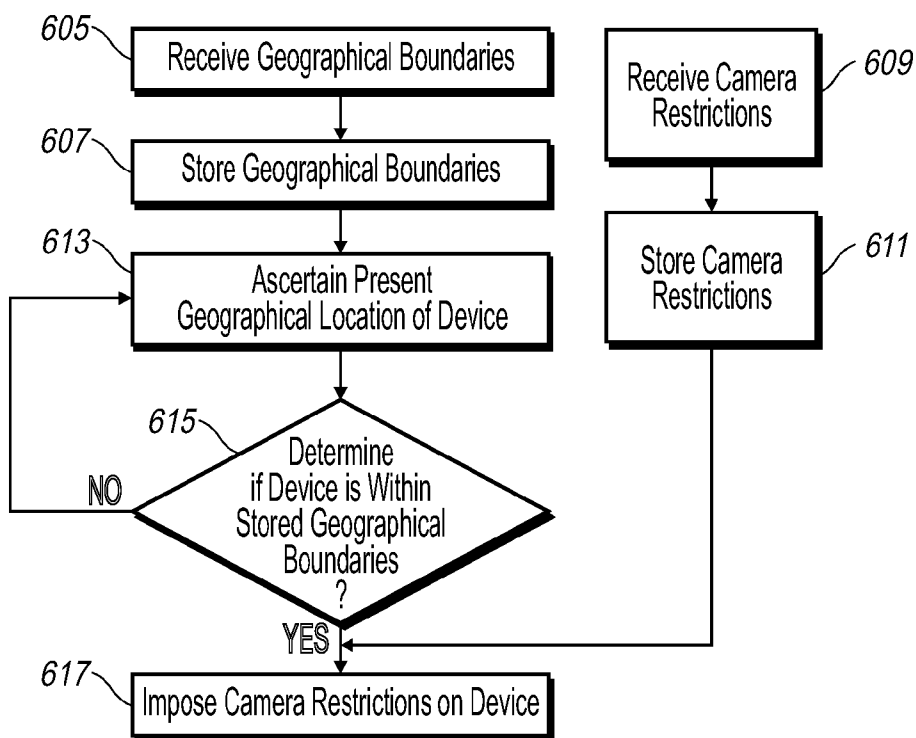 605
Receive Geographical Boundaries
607
Store Geographical Boundaries
613
Ascertain Present
Geographical Location of Device
615
Determine
if Device is Within
Stored Geographical
Boundaries
?
NO
YES
617
Impose Camera Restrictions on Device
609
Receive Camera
Restrictions
611
Store Camera
Restrictions